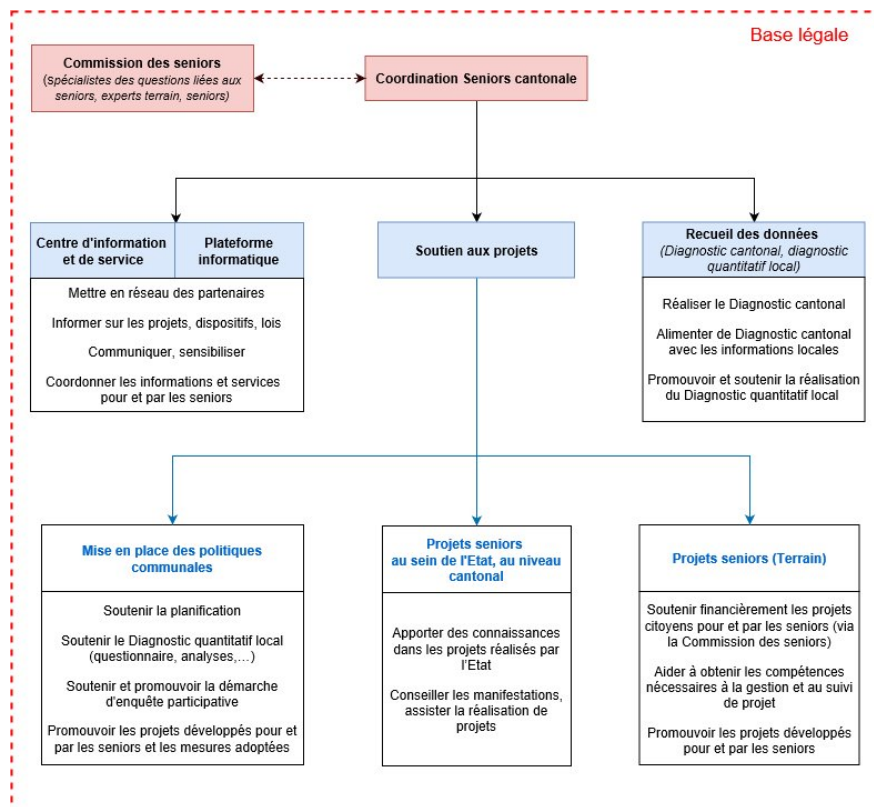 Base légale
Commission des seniors
(spécialistes des questions liées aux
seniors, experts terrain, seniors)
Coordination Seniors cantonale
Centre d'information
et de service
Plateforme
informatique
Mettre en réseau des partenaires
Informer sur les projets, dispositifs, lois
Communiquer, sensibiliser
Coordonner les informations et services
pour et par les seniors
Soutien aux projets
Recueil des données
(Diagnostic cantonal, diagnostic
quantitatif local)
Réaliser le Diagnostic cantonal
Alimenter de Diagnostic cantonal
avec les informations locales
Promouvoir et soutenir la réalisation
du Diagnostic quantitatif local
Mise en place des politiques
communales
Soutenir la planification
Soutenir le Diagnostic quantitatif local
(questionnaire, analyses,…)
Soutenir et promouvoir la démarche
d'enquête participative
Promouvoir les projets développés pour et
par les seniors et les mesures adoptées
Projets seniors
au sein de l'Etat, au niveau
cantonal
Apporter des connaissances
dans les projets réalisés par
l’Etat
Conseiller les manifestations,
assister la réalisation de
projets
Projets seniors (Terrain)
Soutenir financièrement les projets
citoyens pour et par les seniors (via
la Commission des seniors)
Aider à obtenir les compétences
nécessaires à la gestion et au suivi
de projet
Promouvoir les projets développés
pour et par les seniors